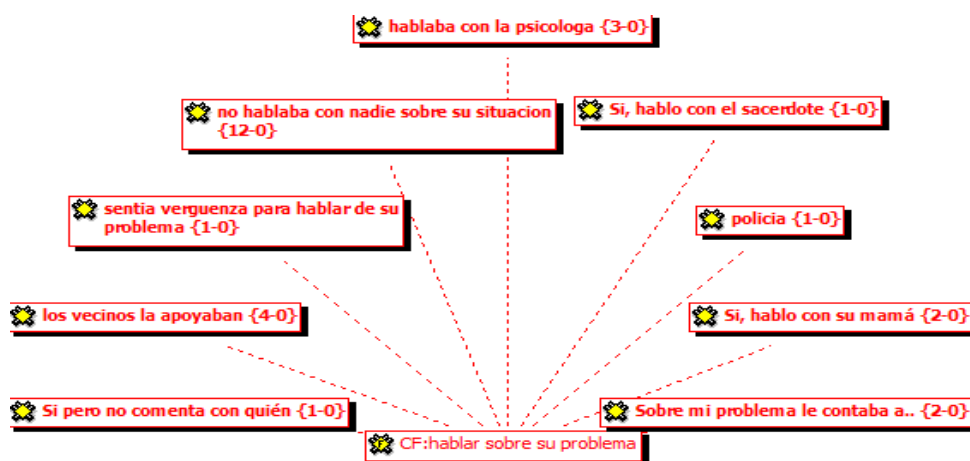 hablaba con la psicologa {3-0}
no hablaba con nadie sobre su situacion
{12-0}
Si, hablo con el sacerdote {1-0}
sentia verguenza para hablar de su
problema {1-0}
policia {1-0}
los vecinos la apoyaban {4-0}
Si, hablo con su mamá {2-0}
Si pero no comenta con quién {1-0}
Sobre mi problema le contaba a.. {2-0}
CF:hablar sobre su problema